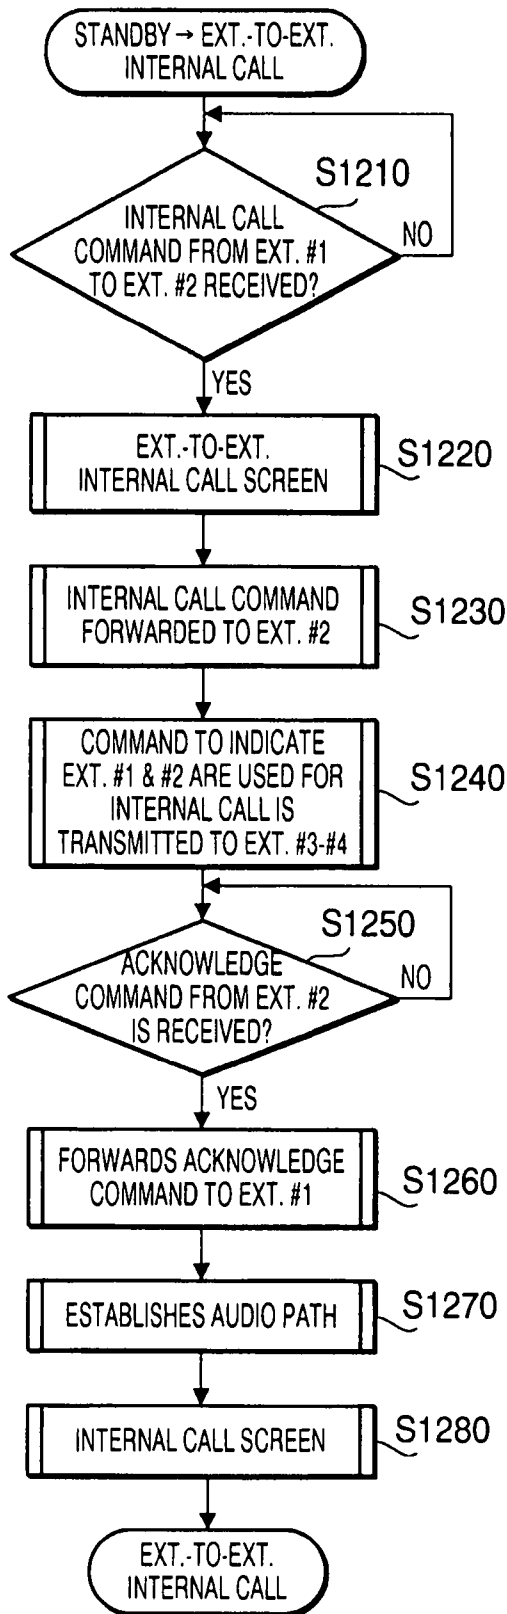 STANDBY → EXT.-TO-EXT.
INTERNAL CALL
S1210
INTERNAL CALL
COMMAND FROM EXT. #1
TO EXT. #2 RECEIVED?
NO
YES
EXT.-TO-EXT.
INTERNAL CALL SCREEN
S1220
INTERNAL CALL COMMAND
FORWARDED TO EXT. #2
S1230
COMMAND TO INDICATE
EXT. #1 & #2 ARE USED FOR
INTERNAL CALL IS
TRANSMITTED TO EXT. #3-#4
S1240
S1250
ACKNOWLEDGE
COMMAND FROM EXT. #2
IS RECEIVED?
NO
YES
FORWARDS ACKNOWLEDGE
COMMAND TO EXT. #1
S1260
ESTABLISHES AUDIO PATH
S1270
INTERNAL CALL SCREEN
S1280
EXT.-TO-EXT.
INTERNAL CALL